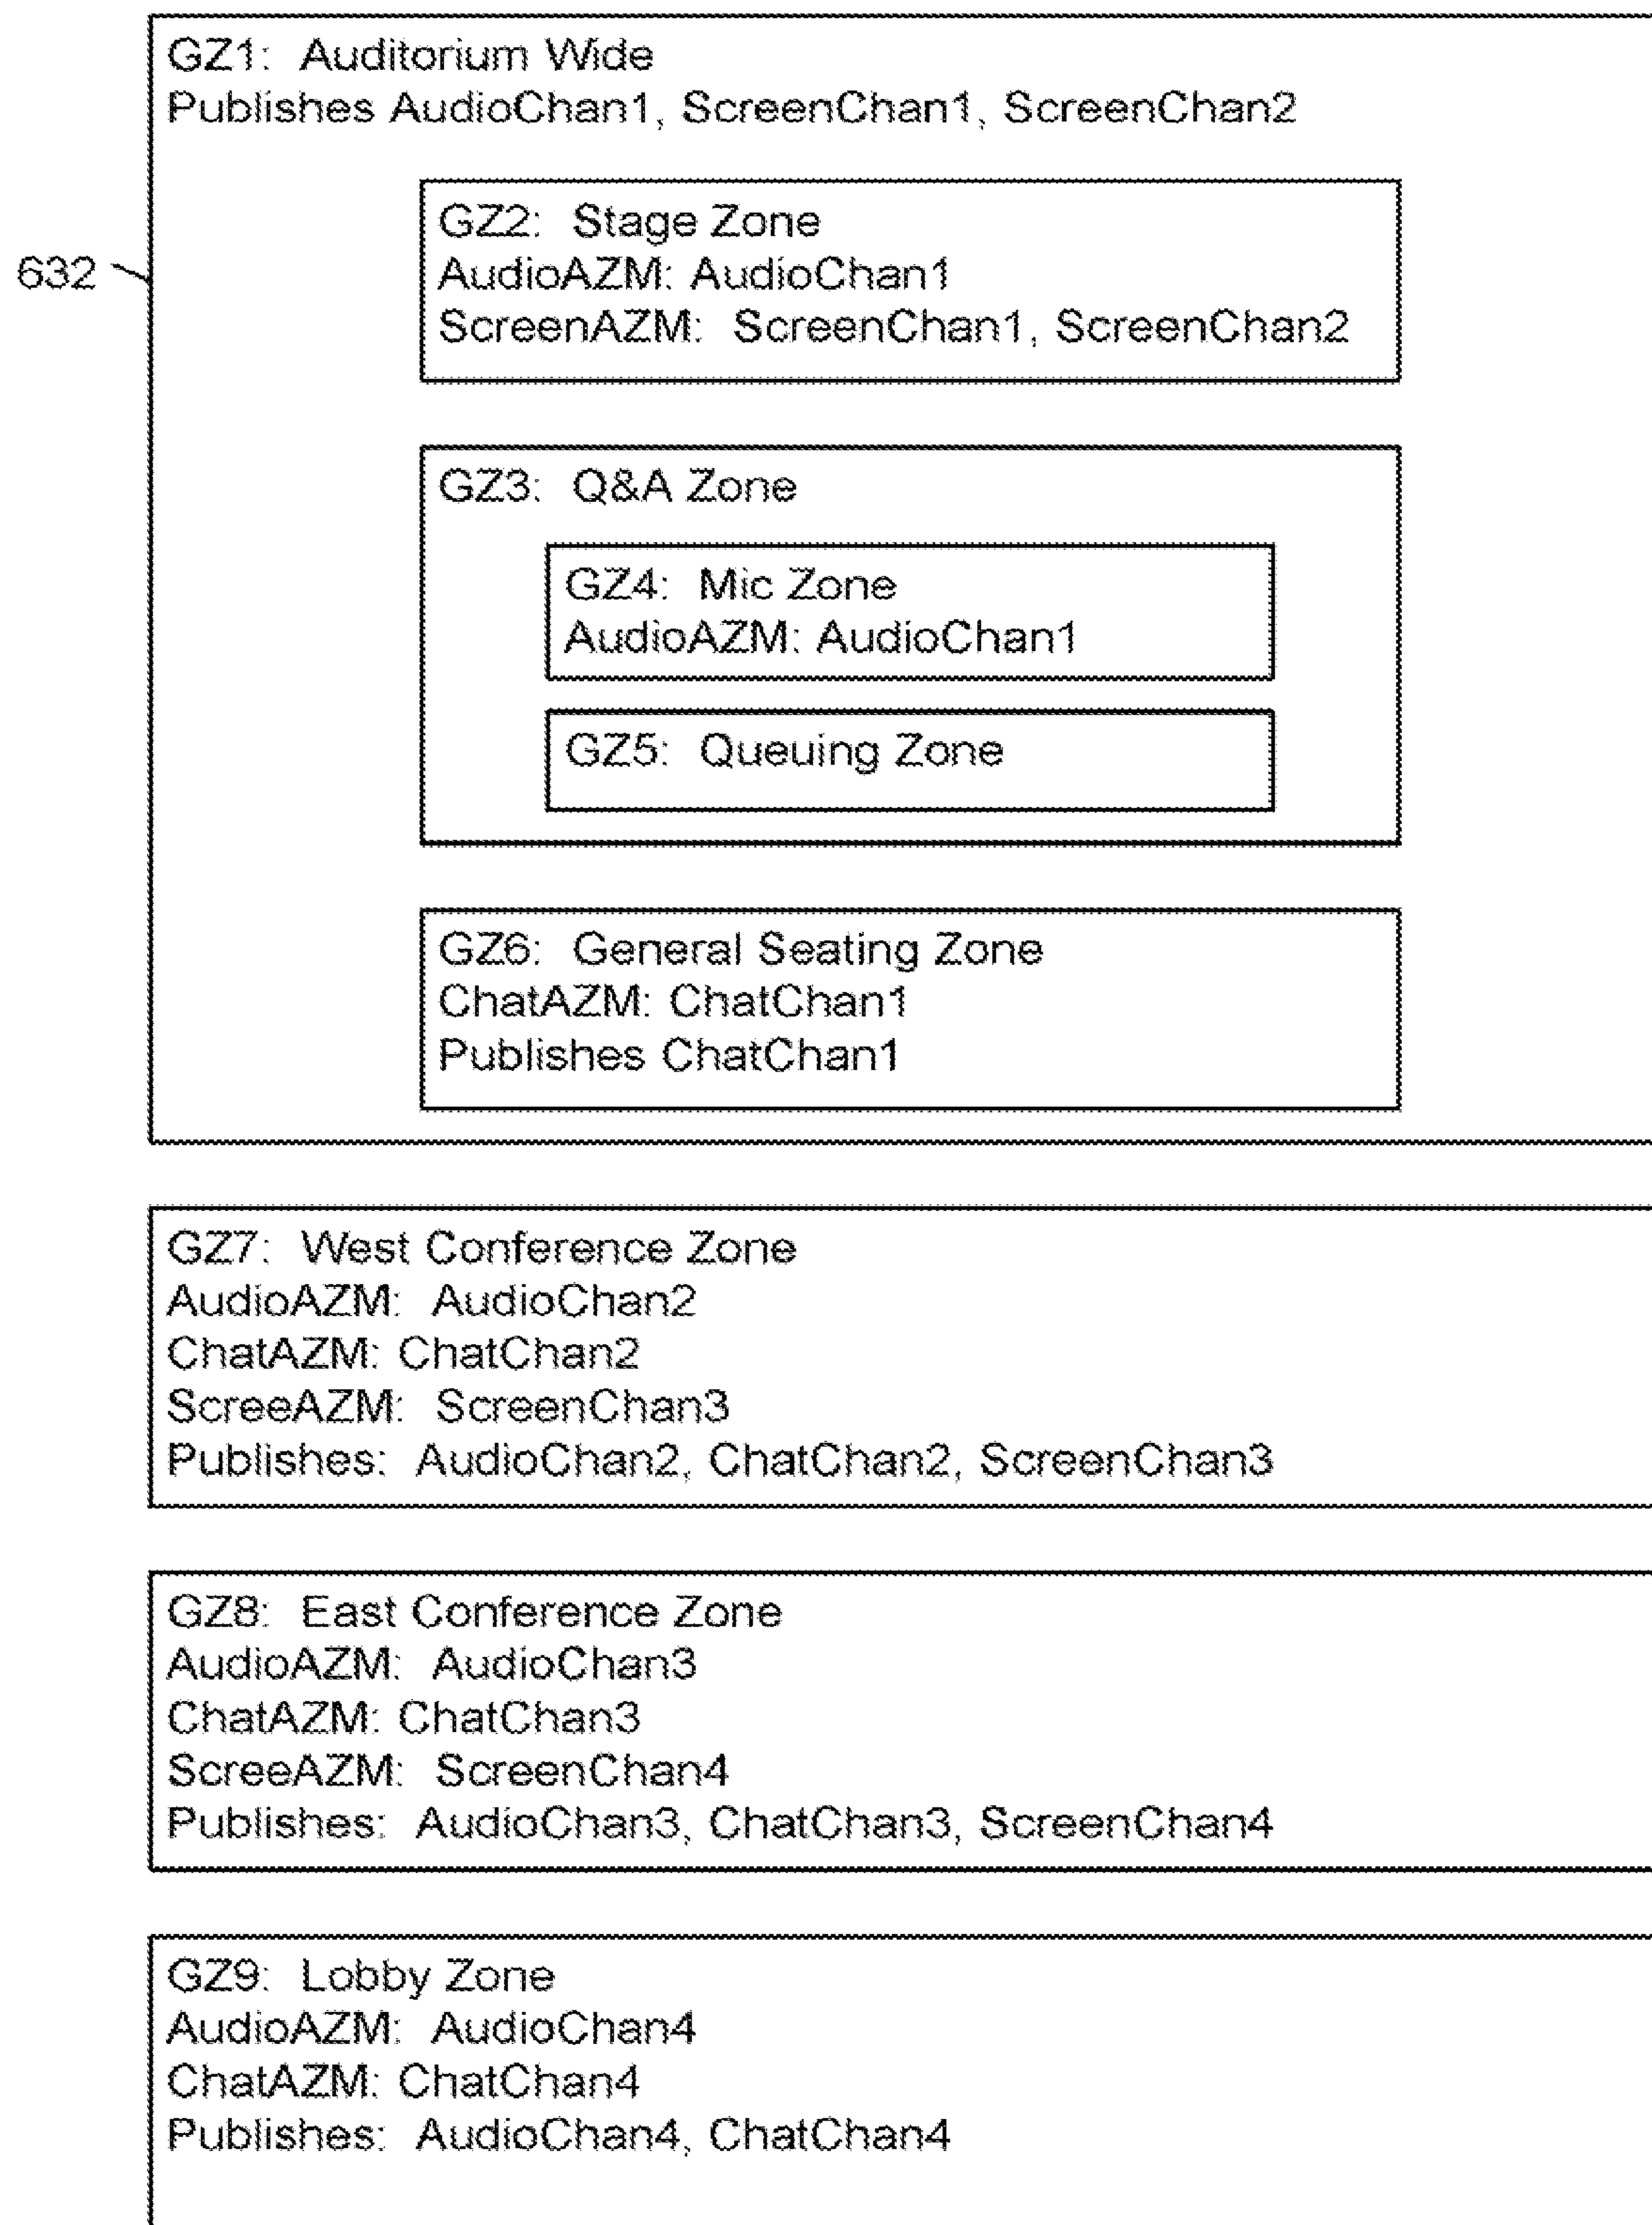 GZ1: Auditorium Wide
Publishes AudioChan1, ScreenChan1, ScreenChan2
GZ2: Stage Zone
632
AudioAZM: AudioChan1
ScreenAZM: ScreenChan1, ScreenChan2
GZ3: Q&A Zone
GZ4: Mic Zone
AudioAZM: AudioChan1
GZ5: Queuing Zone
GZ6: General Seating Zone
ChatAZM: ChatChan1
Publishes ChatChan1
GZ7: West Conference Zone
AudioAZM: AudioChan2
ChatAZM: ChatChan2
ScreeAZM: ScreenChan3
Publishes: AudioChan2, ChatChan2, ScreenChan3
GZ8: East Conference Zone
AudioAZM: AudioChan3
ChatAZM: ChatChan3
ScreeAZM: ScreenChan4
Publishes: AudioChan3, ChatChan3, ScreenChan4
GZ9: Lobby Zone
AudioAZM: AudioChan4
ChatAZM: ChatChan4
Publishes: AudioChan4, ChatChan4